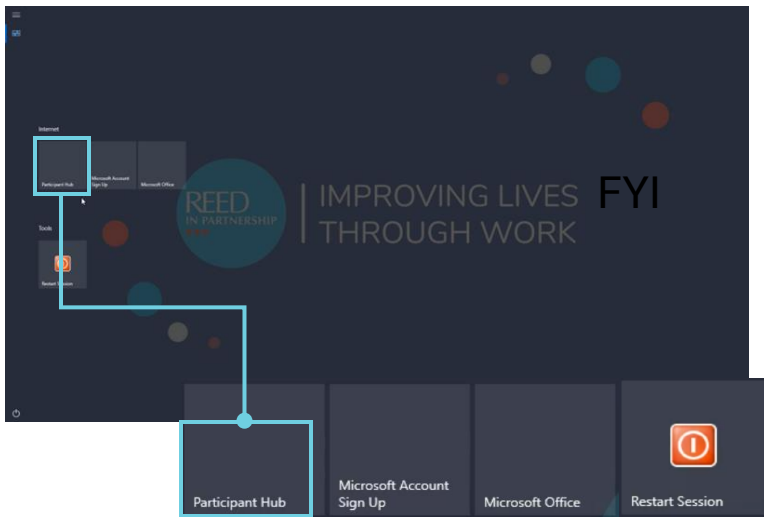 Internet
Participant Hub
Microsoft Account
Sign Up
Microsoft Office
Tools
Restart Session
REED
IN PARTNERSHIP
IMPROVING LIVES
THROUGH WORK
FYI
Participant Hub
Microsoft Account
Sign Up
Microsoft Office
Restart Session